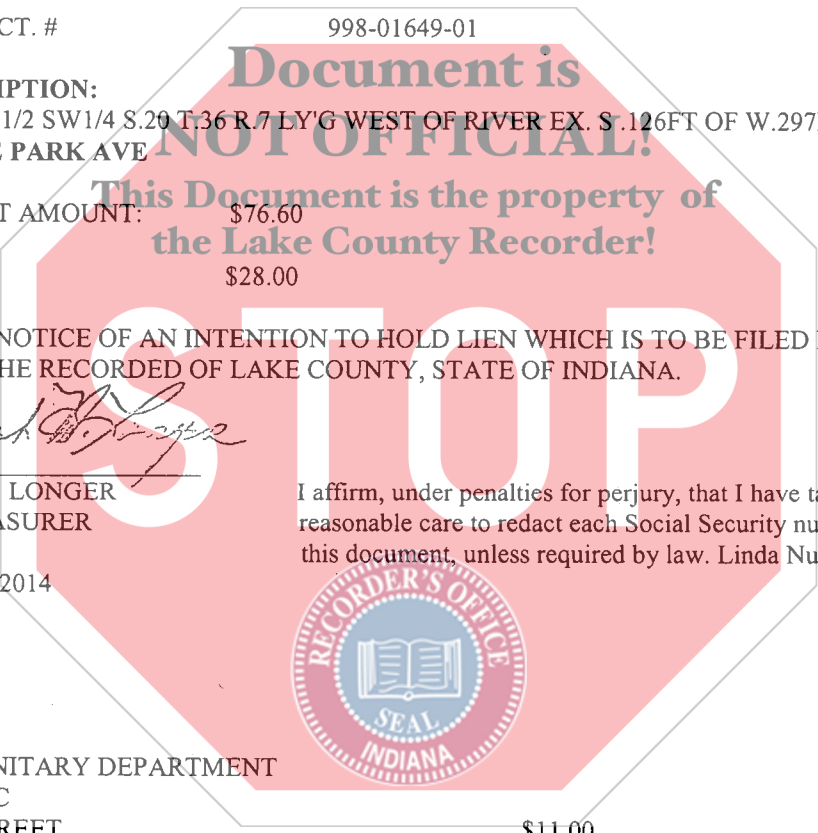 CT. # 998-01649-01
Document is
IPTION:
1/2 SW1/4 S.20 T.36 R.7 LY'G WEST OF RIVER EX. S .126FT OF W.297
E PARK AVE
NOT OFFICIAL!
This Document is the property of
T AMOUNT: $76.60
the Lake County Recorder!
$28.00
NOTICE OF AN INTENTION TO HOLD LIEN WHICH IS TO BE FILED
HE RECORDED OF LAKE COUNTY, STATE OF INDIANA.
STOP
LONGER
ASURER
2014
I affirm, under penalties for perjury, that I have ta
reasonable care to redact each Social Security nu
this document, unless required by law. Linda Nu
RECORDER'S OFFICE
SEAL
INDIANA
NITARY DEPARTMENT
C
REET $11.00